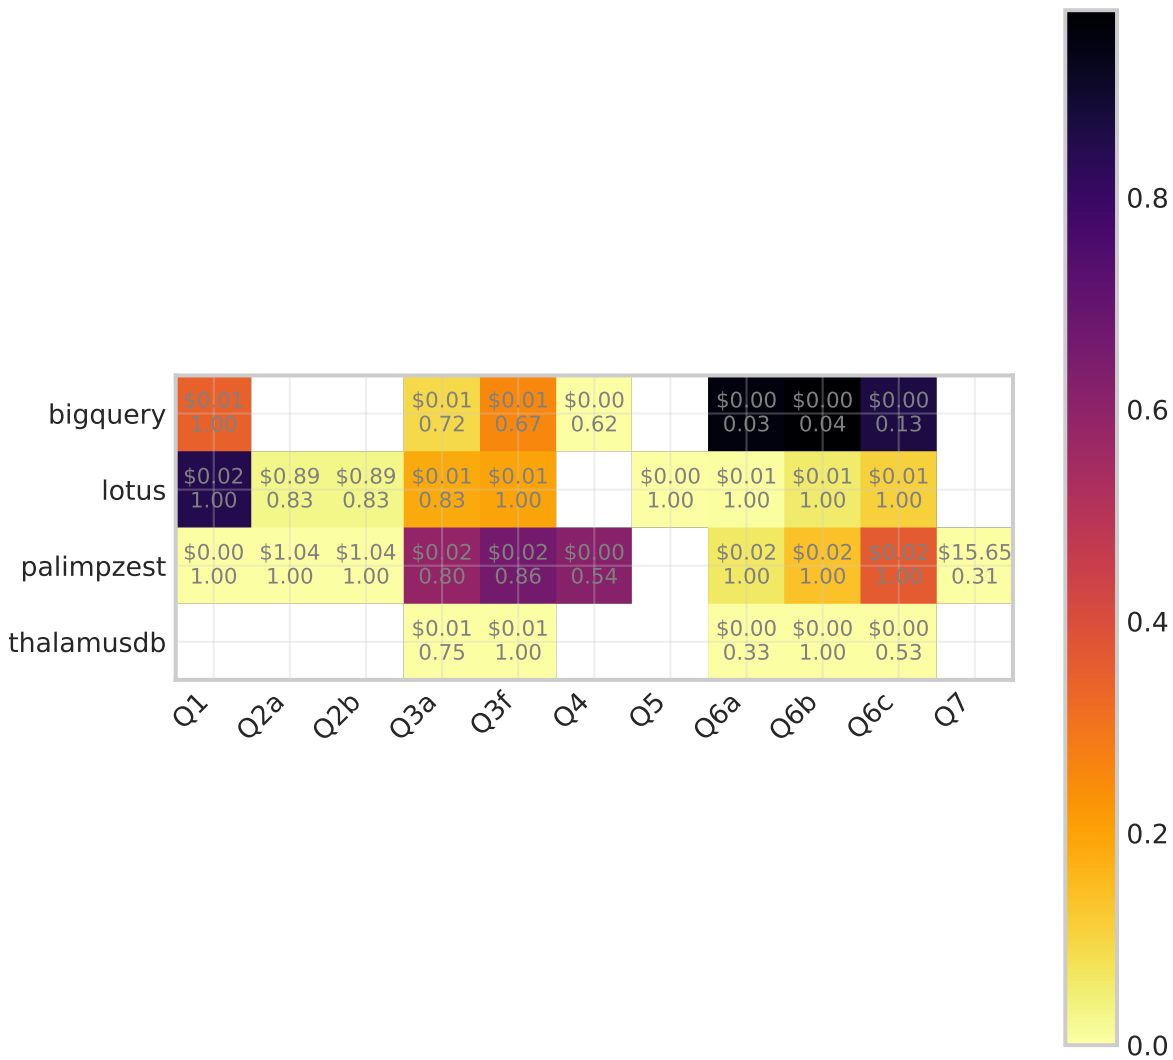 bigquery
$0.01 $0.01 $0.01 $0.00 $0.00 $0.00 $0.00
1.00 0.72 0.67 0.62 0.03 0.04 0.13
lotus
$0.02 $0.89 $0.89 $0.01 $0.01 $0.00 $0.01 $0.01 $0.01
1.00 0.83 0.83 0.83 1.00 1.00 1.00 1.00 1.00
palimpzest
$0.00 $1.04 $1.04 $0.02 $0.02 $0.00 $0.02 $0.02 $0.02 $15.65
1.00 1.00 1.00 0.80 0.86 0.54 1.00 1.00 1.00 0.31
thalamusdb
$0.01 $0.01 $0.00 $0.00 $0.00
0.75 1.00 0.33 1.00 0.53
Q1 Q2a Q2b Q3a Q3f Q4 Q5 Q6a Q6b Q6c Q7
0.8
0.6
0.4
0.2
0.0